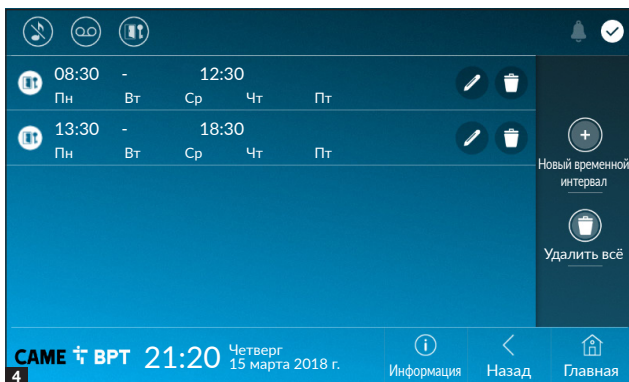 08:30 - 12:30
Пн Вт Ср Чт Пт
13:30 - 18:30
Пн Вт Ср Чт Пт
Новый временной
интервал
Удалить всё
CAME BPT 21:20 Четверг
15 марта 2018 г.
Информация Назад Главная
4